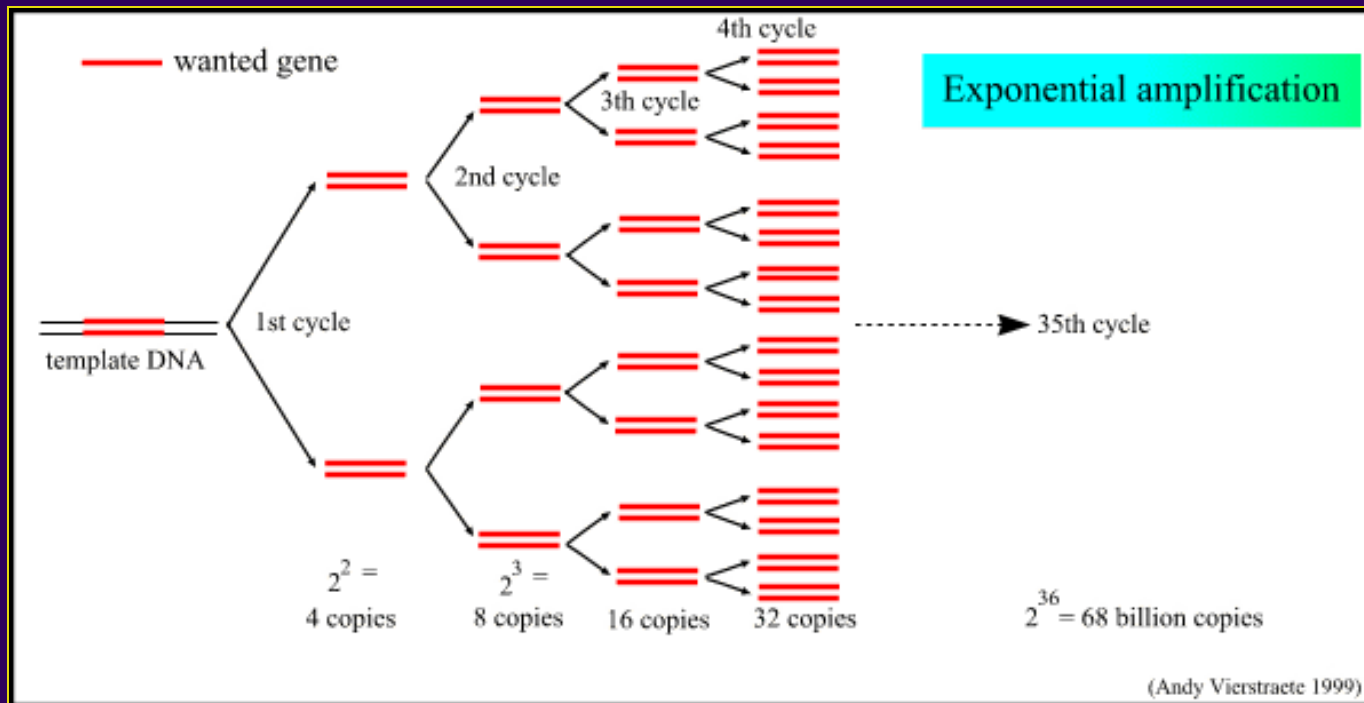 4th cycle
wanted gene
Exponential amplification
3th cycle
2nd cycle
1st cycle
35th cycle
template DNA
2^2 =
4 copies
2^3 =
8 copies
16 copies
32 copies
2^36 = 68 billion copies
(Andy Vierstraete 1999)